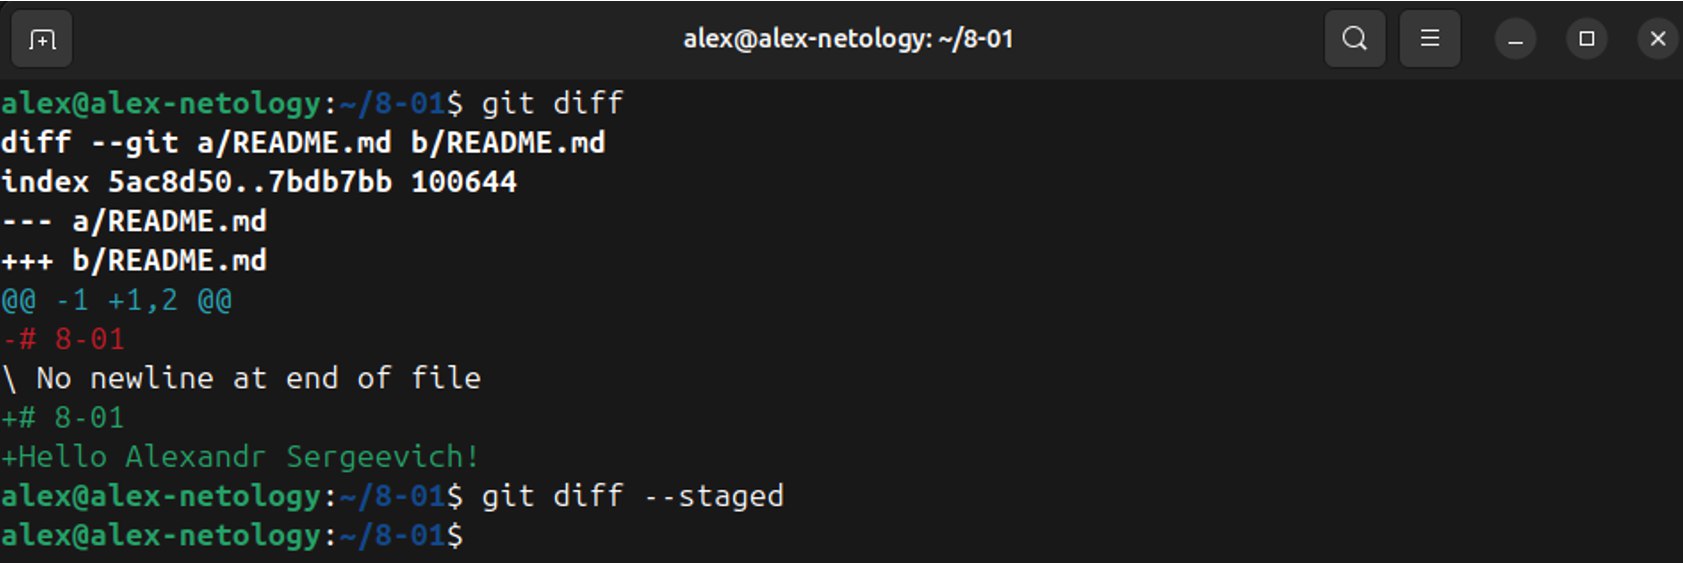 alex@alex-netology: ~/8-01
alex@alex-netology:~/8-01$ git diff
diff --git a/README.md b/README.md
index 5ac8d50..7bdb7bb 100644
--- a/README.md
+++ b/README.md
@@ -1 +1,2 @@
-# 8-01
\ No newline at end of file
+# 8-01
+Hello Alexandr Sergeevich!
alex@alex-netology:~/8-01$ git diff --staged
alex@alex-netology:~/8-01$